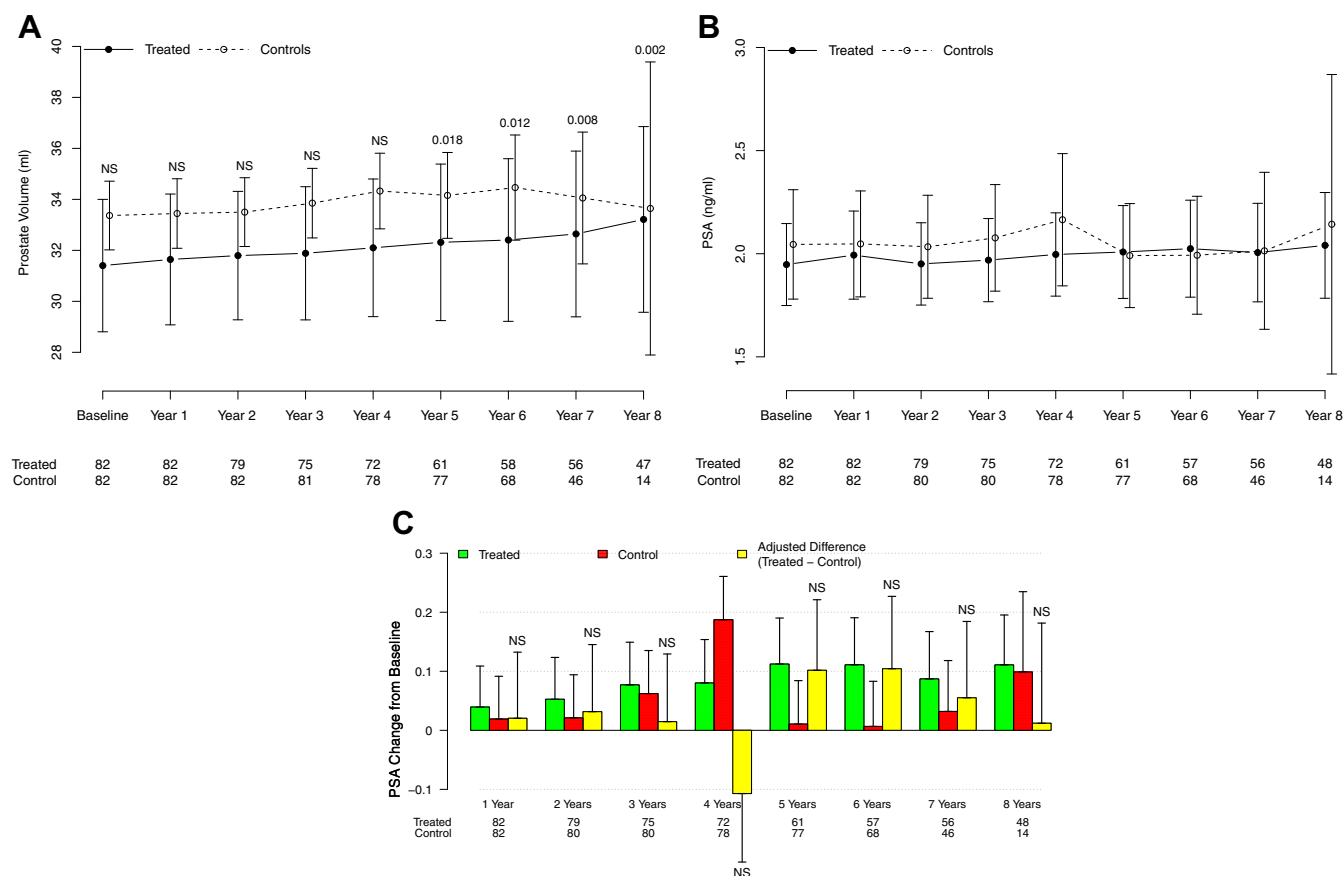 A
Treated Controls
Prostate Volume (ml)
40
38
36
34
32
30
28
NS NS NS NS NS 0.018 0.012 0.008 0.002
Baseline Year 1 Year 2 Year 3 Year 4 Year 5 Year 6 Year 7 Year 8
Treated 82 82 79 75 72 61 58 56 47
Control 82 82 82 81 78 77 68 46 14
B
Treated Controls
PSA (ng/ml)
3.0
2.5
2.0
1.5
Baseline Year 1 Year 2 Year 3 Year 4 Year 5 Year 6 Year 7 Year 8
Treated 82 82 79 75 72 61 57 56 48
Control 82 82 80 80 78 77 68 46 14
C
Treated Control Adjusted Difference
(Treated − Control)
PSA Change from Baseline
0.3
0.2
0.1
0
−0.1
NS NS NS NS NS NS NS
1 Year 2 Years 3 Years 4 Years 5 Years 6 Years 7 Years 8 Years
Treated 82 79 75 72 61 57 56 48
Control 82 80 80 78 77 68 46 14
NS